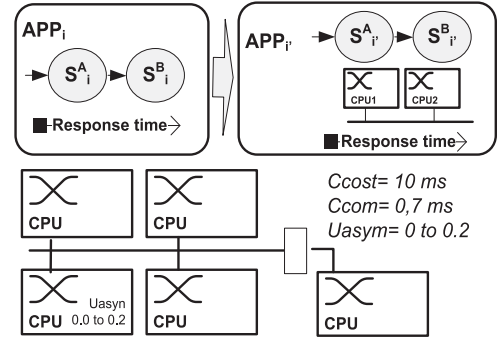 APPi
SAi
SBi
Response time
APPi'
SAi'
SBi'
CPU1
CPU2
Response time
CPU
CPU
Ccost= 10 ms
Ccom= 0,7 ms
Uasym= 0 to 0.2
CPU
Uasyn
0.0 to 0.2
CPU
CPU